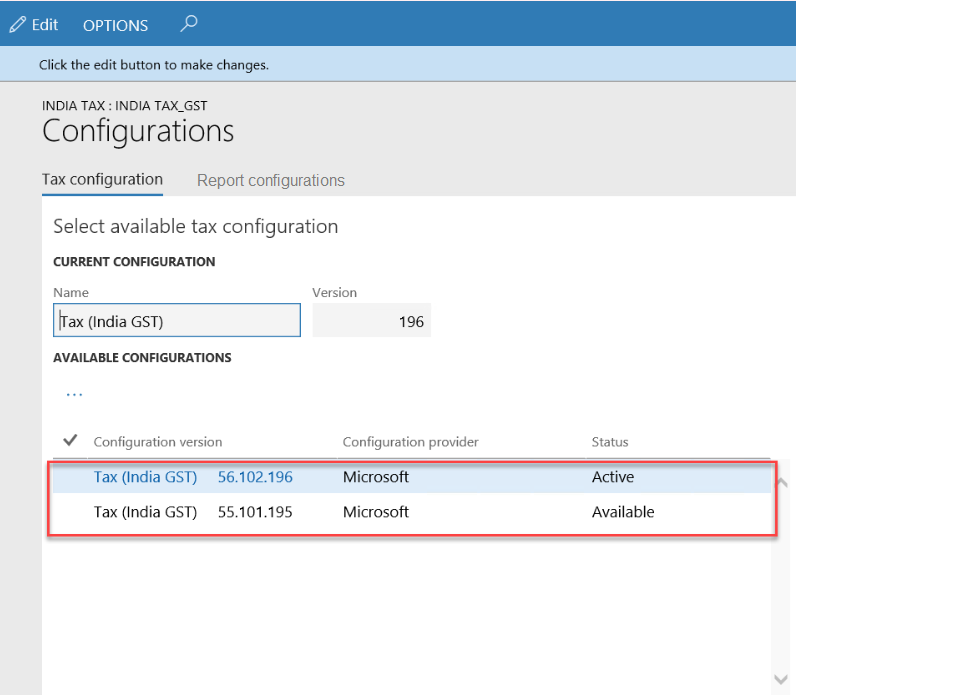 Edit OPTIONS
Click the edit button to make changes.
INDIA TAX : INDIA TAX_GST
Configurations
Tax configuration Report configurations
Select available tax configuration
CURRENT CONFIGURATION
Name Version
Tax (India GST) 196
AVAILABLE CONFIGURATIONS
...
Configuration version Configuration provider Status
Tax (India GST) 56.102.196 Microsoft Active
Tax (India GST) 55.101.195 Microsoft Available